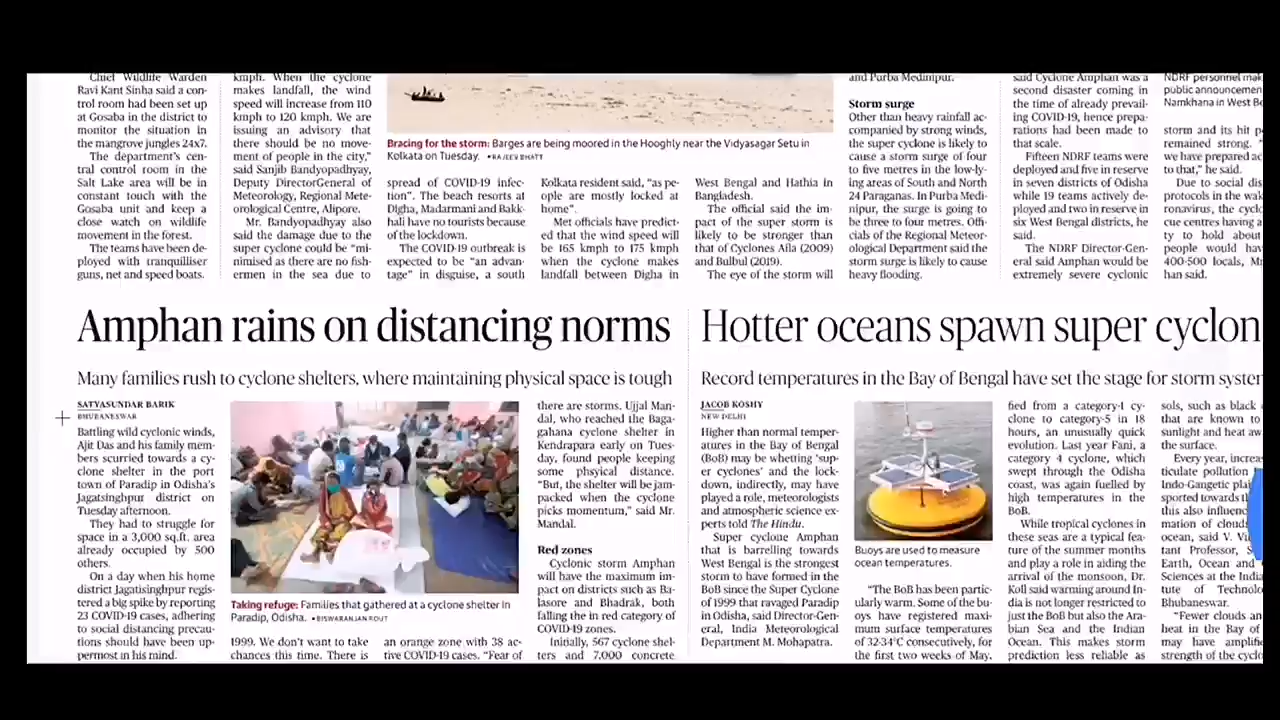 Chief Wildlife Warden
Ravi Kant Sinha said a con-
trol room had been set up
at Gosaba in the district to
monitor the situation in
the mangrove jungles 24x7.
The department's cen-
tral control room in the
Salt Lake area will be in
constant touch with the
Gosaba unit and keep a
close watch on wildlife
movement in the forest.
The teams have been de-
ployed with tranquilliser
guns, net and speed boats.
kmph. When the cyclone
makes landfall, the wind
speed will increase from 110
kmph to 120 kmph. We are
issuing an advisory that
there should be no move-
ment of people in the city,"
said Sanjib Bandyopadhyay,
Deputy DirectorGeneral of
Meteorology, Regional Mete-
orological Centre, Alipore.
Mr. Bandyopadhyay also
said the damage due to the
super cyclone could be "mi-
nimised as there are no fish-
ermen in the sea due to
Bracing for the storm: Barges are being moored in the Hooghly near the Vidyasagar Setu in
Kolkata on Tuesday. • RAJEEV BHATT
spread of COVID-19 infec-
tion". The beach resorts at
Digha, Madarmani and Bakk-
hali have no tourists because
of the lockdown.
The COVID-19 outbreak is
expected to be "an advan-
tage" in disguise, a south
Kolkata resident said, "as pe-
ople are mostly locked at
home".
Met officials have predict-
ed that the wind speed will
be 165 kmph to 175 kmph
when the cyclone makes
landfall between Digha in
West Bengal and Hathia in
Bangladesh.
The official said the im-
pact of the super storm is
likely to be stronger than
that of Cyclones Aila (2009)
and Bulbul (2019).
The eye of the storm will
and Purba Medinipur.
Storm surge
Other than heavy rainfall ac-
companied by strong winds,
the super cyclone is likely to
cause a storm surge of four
to five metres in the low-ly-
ing areas of South and North
24 Paraganas. In Purba Medi-
nipur, the surge is going to
be three to four metres. Offi-
cials of the Regional Meteor-
ological Department said the
storm surge is likely to cause
heavy flooding.
said Cyclone Amphan was a
second disaster coming in
the time of already prevail-
ing COVID-19, hence prepa-
rations had been made to
that scale.
Fifteen NDRF teams were
deployed and five in reserve
in seven districts of Odisha
while 19 teams actively de-
ployed and two in reserve in
six West Bengal districts, he
said.
The NDRF Director-Gen-
eral said Amphan would be
extremely severe cyclonic
NDRF personnel mak
public announcemen
Namkhana in West Be
storm and its hit p
remained strong. "
we have prepared ac
to that," he said.
Due to social dis
protocols in the wak
ronavirus, the cyclo
cue centres having a
ty to hold about
people would hav
400-500 locals, Mr
han said.
Amphan rains on distancing norms
Many families rush to cyclone shelters, where maintaining physical space is tough
SATYASUNDAR BARIK
BHUBANESWAR
Battling wild cyclonic winds,
Ajit Das and his family mem-
bers scurried towards a cy-
clone shelter in the port
town of Paradip in Odisha's
Jagatsinghpur district on
Tuesday afternoon.
They had to struggle for
space in a 3,000 sq.ft. area
already occupied by 500
others.
On a day when his home
district Jagatisinghpur regis-
tered a big spike by reporting
23 COVID-19 cases, adhering
to social distancing precau-
tions should have been up-
permost in his mind.
Taking refuge: Families that gathered at a cyclone shelter in
Paradip, Odisha. • BISWARANJAN ROUT
1999. We don't want to take
chances this time. There is
an orange zone with 38 ac-
tive COVID-19 cases. "Fear of
there are storms. Ujjal Man-
dal, who reached the Baga-
gahana cyclone shelter in
Kendrapara early on Tues-
day, found people keeping
some phsyical distance.
"But, the shelter will be jam-
packed when the cyclone
picks momentum," said Mr.
Mandal.
Red zones
Cyclonic storm Amphan
will have the maximum im-
pact on districts such as Ba-
lasore and Bhadrak, both
falling the in red category of
COVID-19 zones.
Initially, 567 cyclone shel-
ters and 7,000 concrete
Hotter oceans spawn super cyclon
Record temperatures in the Bay of Bengal have set the stage for storm syster
JACOB KOSHY
NEW DELHI
Higher than normal temper-
atures in the Bay of Bengal
(BoB) may be whetting 'sup-
er cyclones' and the lock-
down, indirectly, may have
played a role, meteorologists
and atmospheric science ex-
perts told The Hindu.
Super cyclone Amphan
that is barrelling towards
West Bengal is the strongest
storm to have formed in the
BoB since the Super Cyclone
of 1999 that ravaged Paradip
in Odisha, said Director-Gen-
eral, India Meteorological
Department M. Mohapatra.
Buoys are used to measure
ocean temperatures.
"The BoB has been partic-
ularly warm. Some of the bu-
oys have registered maxi-
mum surface temperatures
of 32-34°C consecutively, for
the first two weeks of May.
fied from a category-1 cy-
clone to category-5 in 18
hours, an unusually quick
evolution. Last year Fani, a
category 4 cyclone, which
swept through the Odisha
coast, was again fuelled by
high temperatures in the
BoB.
While tropical cyclones in
these seas are a typical fea-
ture of the summer months
and play a role in aiding the
arrival of the monsoon, Dr.
Koll said warming around In-
dia is not longer restricted to
just the BoB but also the Ara-
bian Sea and the Indian
Ocean. This makes storm
prediction less reliable as
sols, such as black
that are known to
sunlight and heat aw
the surface.
Every year, increa
ticulate pollution
Indo-Gangetic plai
sported towards th
this also influenc
mation of clouds
ocean, said V. Vi
tant Professor, S
Earth, Ocean and
Sciences at the India
tute of Technolo
Bhubaneswar.
"Fewer clouds an
heat in the Bay of
may have amplifi
strength of the cyclo